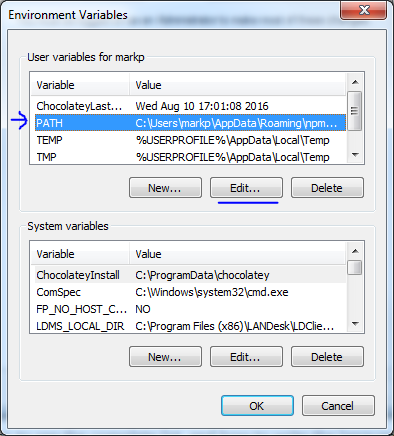 Environment Variables
User variables for markp
Variable Value
ChocolateyLast... Wed Aug 10 17:01:08 2016
PATH C:\Users\markp\AppData\Roaming\npm...
TEMP %USERPROFILE%\AppData\Local\Temp
TMP %USERPROFILE%\AppData\Local\Temp
New... Edit... Delete
System variables
Variable Value
ChocolateyInstall C:\ProgramData\chocolatey
ComSpec C:\Windows\system32\cmd.exe
FP_NO_HOST_C... NO
LDMS_LOCAL_DIR C:\Program Files (x86)\LANDesk\LDClie...
New... Edit... Delete
OK Cancel